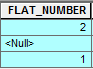 FLAT_NUMBER
2
<Null>
1